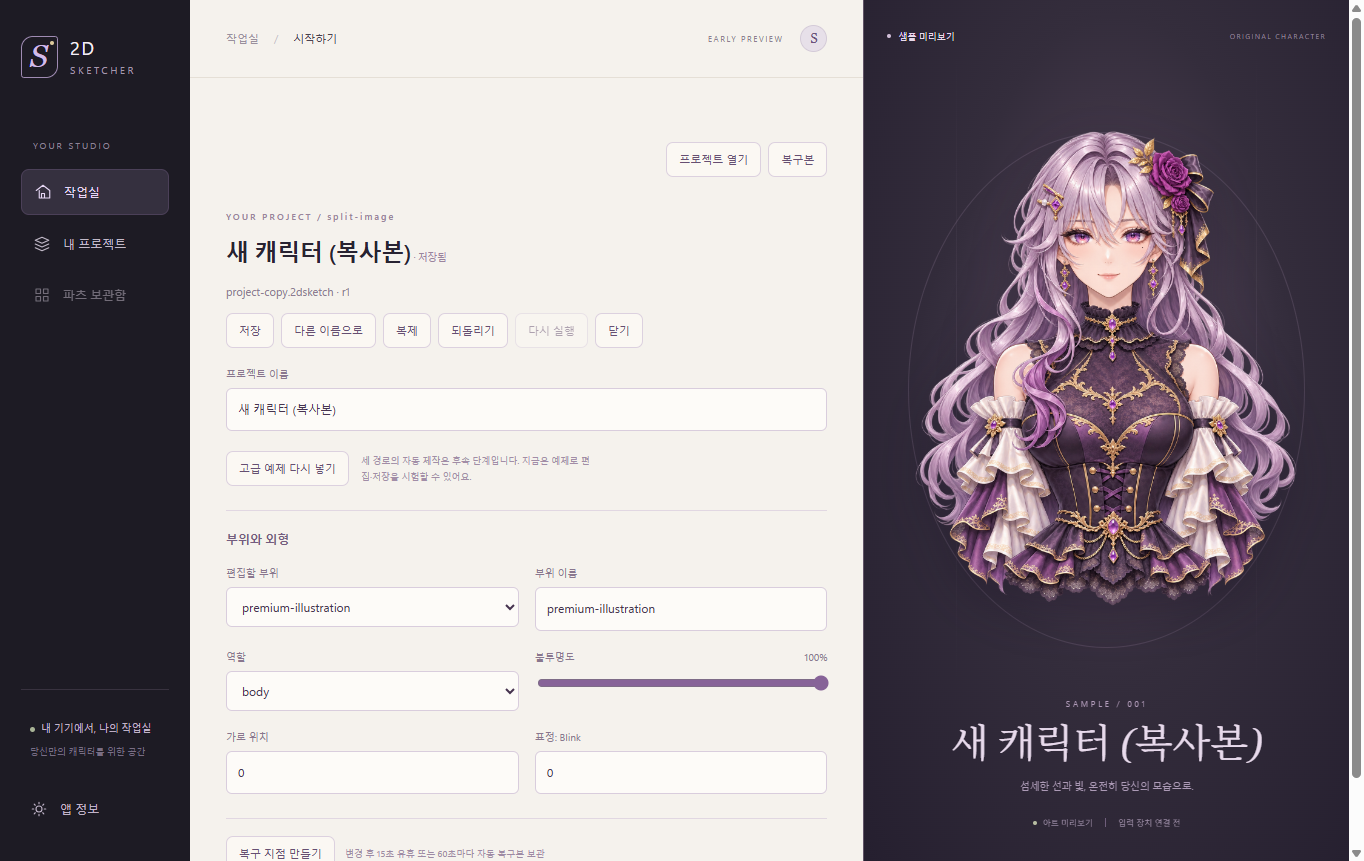 S
2D
SKETCHER
YOUR STUDIO
작업실
내 프로젝트
파츠 보관함
내 기기에서, 나의 작업실
당신만의 캐릭터를 위한 공간
앱 정보
작업실 / 시작하기
EARLY PREVIEW
S
프로젝트 열기
복구본
YOUR PROJECT / split-image
새 캐릭터 (복사본) · 저장됨
project-copy.2dsketch · r1
저장
다른 이름으로
복제
되돌리기
다시 실행
닫기
프로젝트 이름
새 캐릭터 (복사본)
고급 예제 다시 넣기
세 경로의 자동 제작은 후속 단계입니다. 지금은 예제로 편
집·저장을 시험할 수 있어요.
부위와 외형
편집할 부위
premium-illustration
부위 이름
premium-illustration
역할
body
불투명도
100%
가로 위치
0
표정: Blink
0
복구 지점 만들기
변경 후 15초 유휴 또는 60초마다 자동 복구본 보관
샘플 미리보기
ORIGINAL CHARACTER
SAMPLE / 001
새 캐릭터 (복사본)
섬세한 선과 빛, 온전히 당신의 모습으로.
아트 미리보기
입력 장치 연결 전